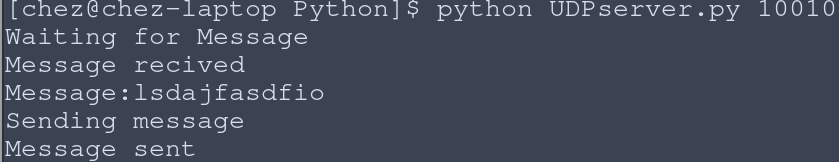 [chez@chez-laptop Python]$ python UDPserver.py 10010
Waiting for Message
Message recived
Message:lsdajfasdfio
Sending message
Message sent